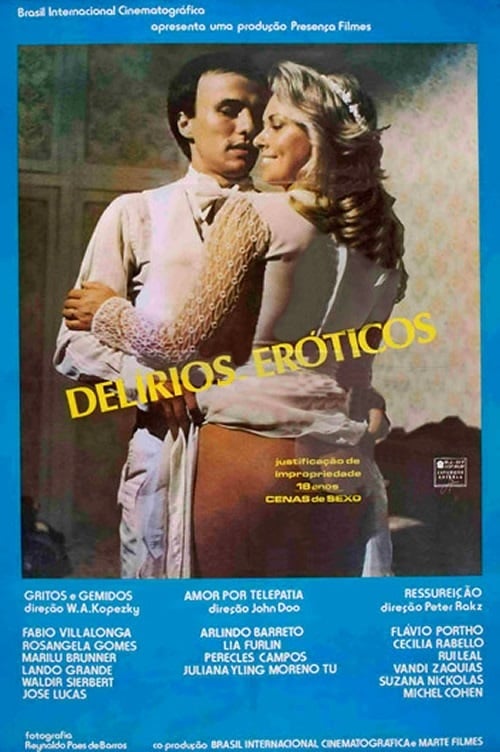 Brasil Internacional Cinematográfica
apresenta uma produção Presença Filmes
DELÍRIOS ERÓTICOS
justificação de
impropriedade
18 anos
CENAS de SEXO
GRITOS e GEMIDOS
direção W.A.Kopezky
FABIO VILLALONGA
ROSANGELA GOMES
MARILU BRUNNER
LANDO GRANDE
WALDIR SIEBERT
JOSE LUCAS
AMOR POR TELEPATIA
direção John Doo
ARLINDO BARRETO
LIA FURLIN
PERECLES CAMPOS
JULIANA YLING MORENO TU
RESSUREIÇÃO
direção Peter Rakz
FLÁVIO PORTHO
CECILIA RABELLO
RUI LEAL
VANDI ZAQUIAS
SUZANA NICKOLAS
MICHEL COHEN
fotografia
Reynaldo Paes de Barros
co produção BRASIL INTERNACIONAL CINEMATOGRÁFICA e MARTE FILMES